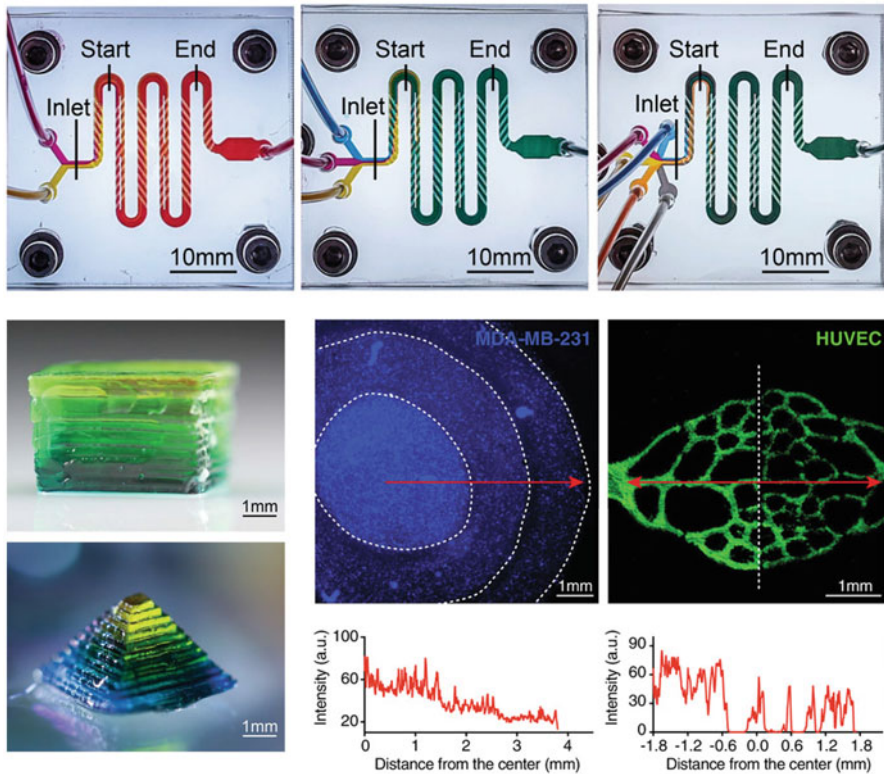 Start
End
Inlet
10mm
Start
End
Inlet
10mm
Start
End
Inlet
10mm
1mm
MDA-MB-231
1mm
HUVEC
1mm
1mm
Intensity (a.u.)
100
60
20
0
1
2
3
4
Distance from the center (mm)
Intensity (a.u.)
90
60
30
0
-1.8
-1.2
-0.6
0.0
0.6
1.2
1.8
Distance from the center (mm)